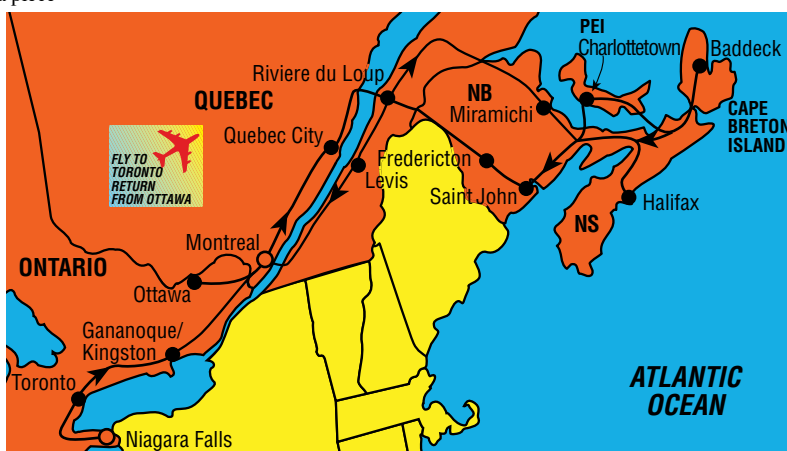 PEI
Charlottetown
Baddeck
Riviere du Loup
QUEBEC
NB
Miramichi
CAPE
BRETON
ISLAND
Quebec City
FLY TO
TORONTO
RETURN
FROM OTTAWA
Fredericton
Levis
Saint John
Halifax
NS
Montreal
ONTARIO
Ottawa
Gananoque/
Kingston
Toronto
ATLANTIC
OCEAN
Niagara Falls